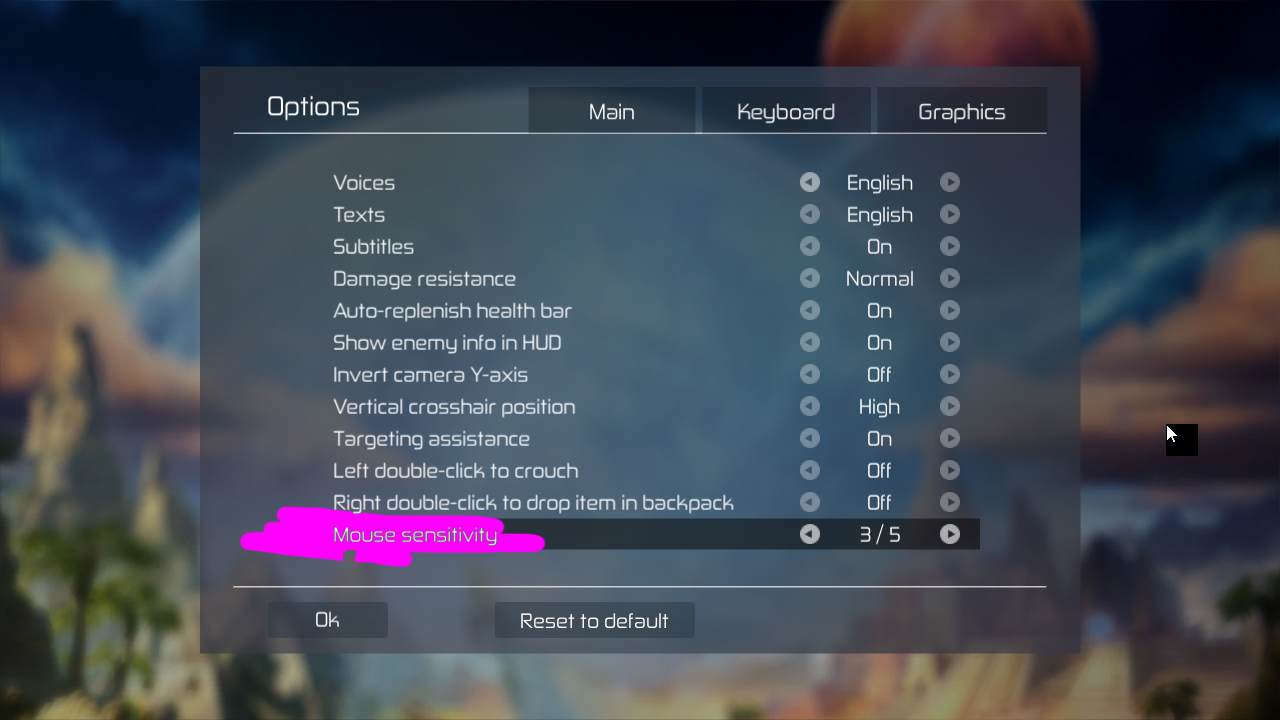 Options Main Keyboard Graphics
Voices English
Texts English
Subtitles On
Damage resistance Normal
Auto-replenish health bar On
Show enemy info in HUD On
Invert camera Y-axis Off
Vertical crosshair position High
Targeting assistance On
Left double-click to crouch Off
Right double-click to drop item in backpack Off
Mouse sensitivity 3 / 5
Ok Reset to default